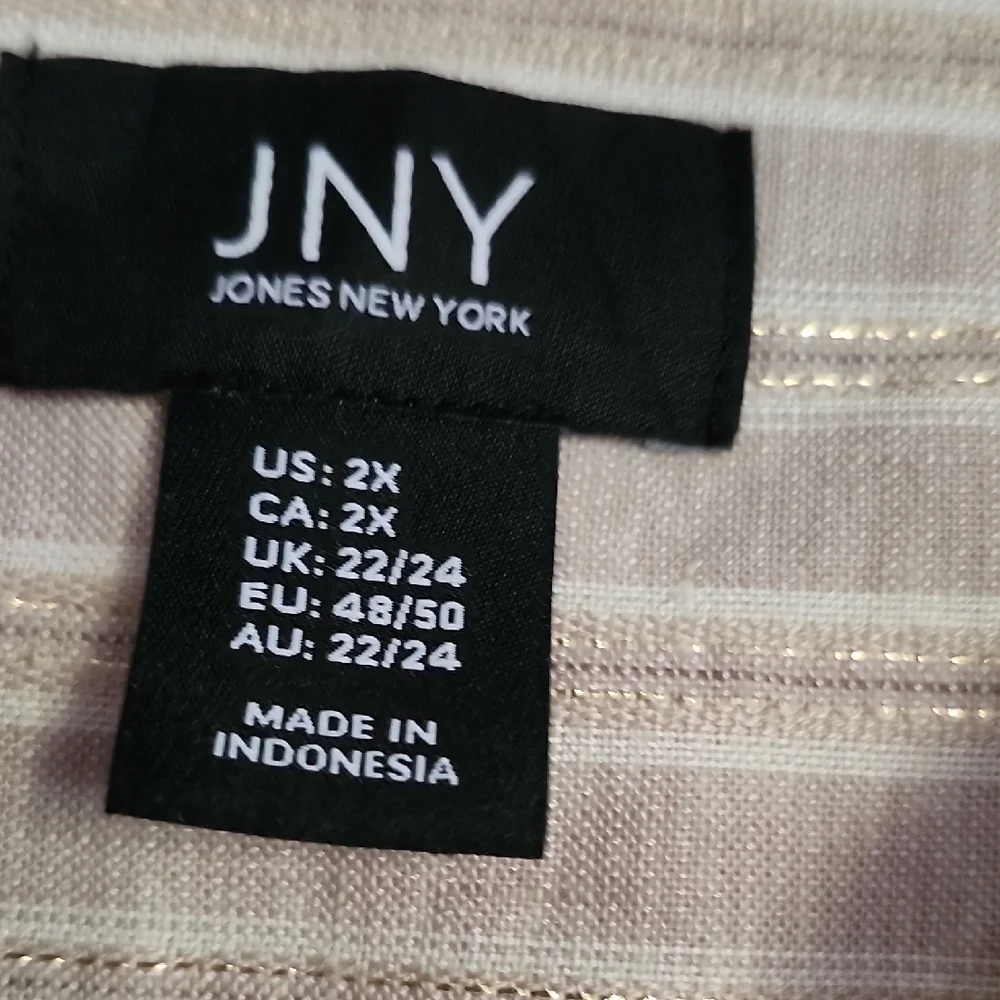 JNY
JONES NEW YORK
US: 2X
CA: 2X
UK: 22/24
EU: 48/50
AU: 22/24
MADE IN
INDONESIA